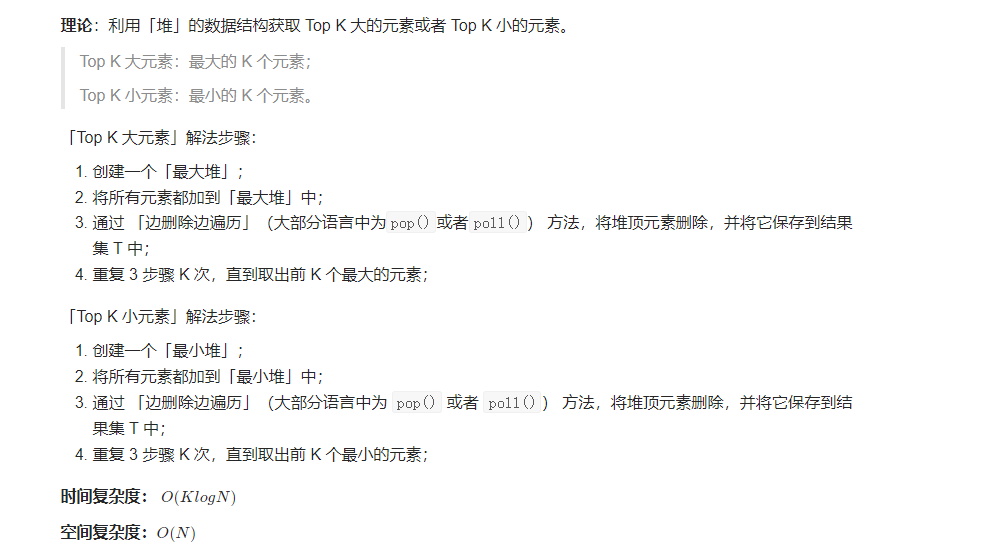 理论：利用「堆」的数据结构获取 Top K 大的元素或者 Top K 小的元素。
Top K 大元素：最大的 K 个元素；
Top K 小元素：最小的 K 个元素。
「Top K 大元素」解法步骤：
1. 创建一个「最大堆」；
2. 将所有元素都加到「最大堆」中；
3. 通过 「边删除边遍历」（大部分语言中为 pop() 或者 poll()） 方法，将堆顶元素删除，并将它保存到结果
集 T 中；
4. 重复 3 步骤 K 次，直到取出前 K 个最大的元素；
「Top K 小元素」解法步骤：
1. 创建一个「最小堆」；
2. 将所有元素都加到「最小堆」中；
3. 通过 「边删除边遍历」（大部分语言中为 pop() 或者 poll()） 方法，将堆顶元素删除，并将它保存到结
果集 T 中；
4. 重复 3 步骤 K 次，直到取出前 K 个最小的元素；
时间复杂度： O(KlogN)
空间复杂度：O(N)